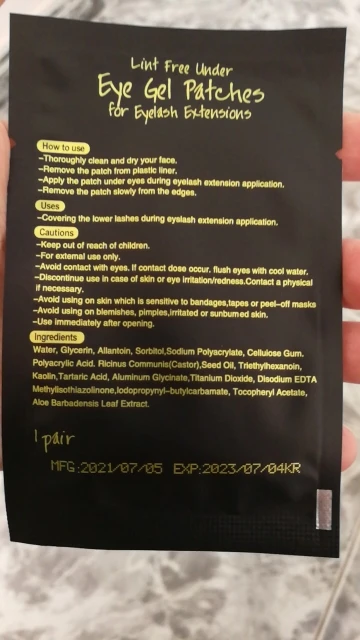 Lint Free Under
Eye Gel Patches
for Eyelash Extensions
How to use
-Thoroughly clean and dry your face.
-Remove the patch from plastic liner.
-Apply the patch under eyes during eyelash extension application.
-Remove the patch slowly from the edges.
Uses
-Covering the lower lashes during eyalash extension application.
Cautions
-Keep out of reach of children.
-For external use only.
-Avoid contact with eyes. If contact dose occur. flush eyes with cool water.
-Discontinue use in case of skin or eye irritation/redness.Contact a physical
if necessary.
-Avoid using on skin which is sensitive to bandages,tapes or peel-off masks
-Avoid using on blemishes, pimples,irritated or sunburned skin.
-Use immediately after opening.
Ingredients
Water, Glycerin, Allantoin, Sorbitol,Sodium Polyacrylate, Cellulose Gum.
Polyacrylic Acid. Ricinus Communis(Castor),Seed Oil, Triethylhexanoin,
Kaolin,Tartaric Acid, Aluminum Glycinate,Titanium Dioxide, Disodium EDTA
Methylisothiazolinone,Iodopropynyl-butylcarbamate, Tocopheryl Acetate,
Aloe Barbadensis Leaf Extract.
1 pair
MFG:2021/07/05 EXP:2023/07/04KR